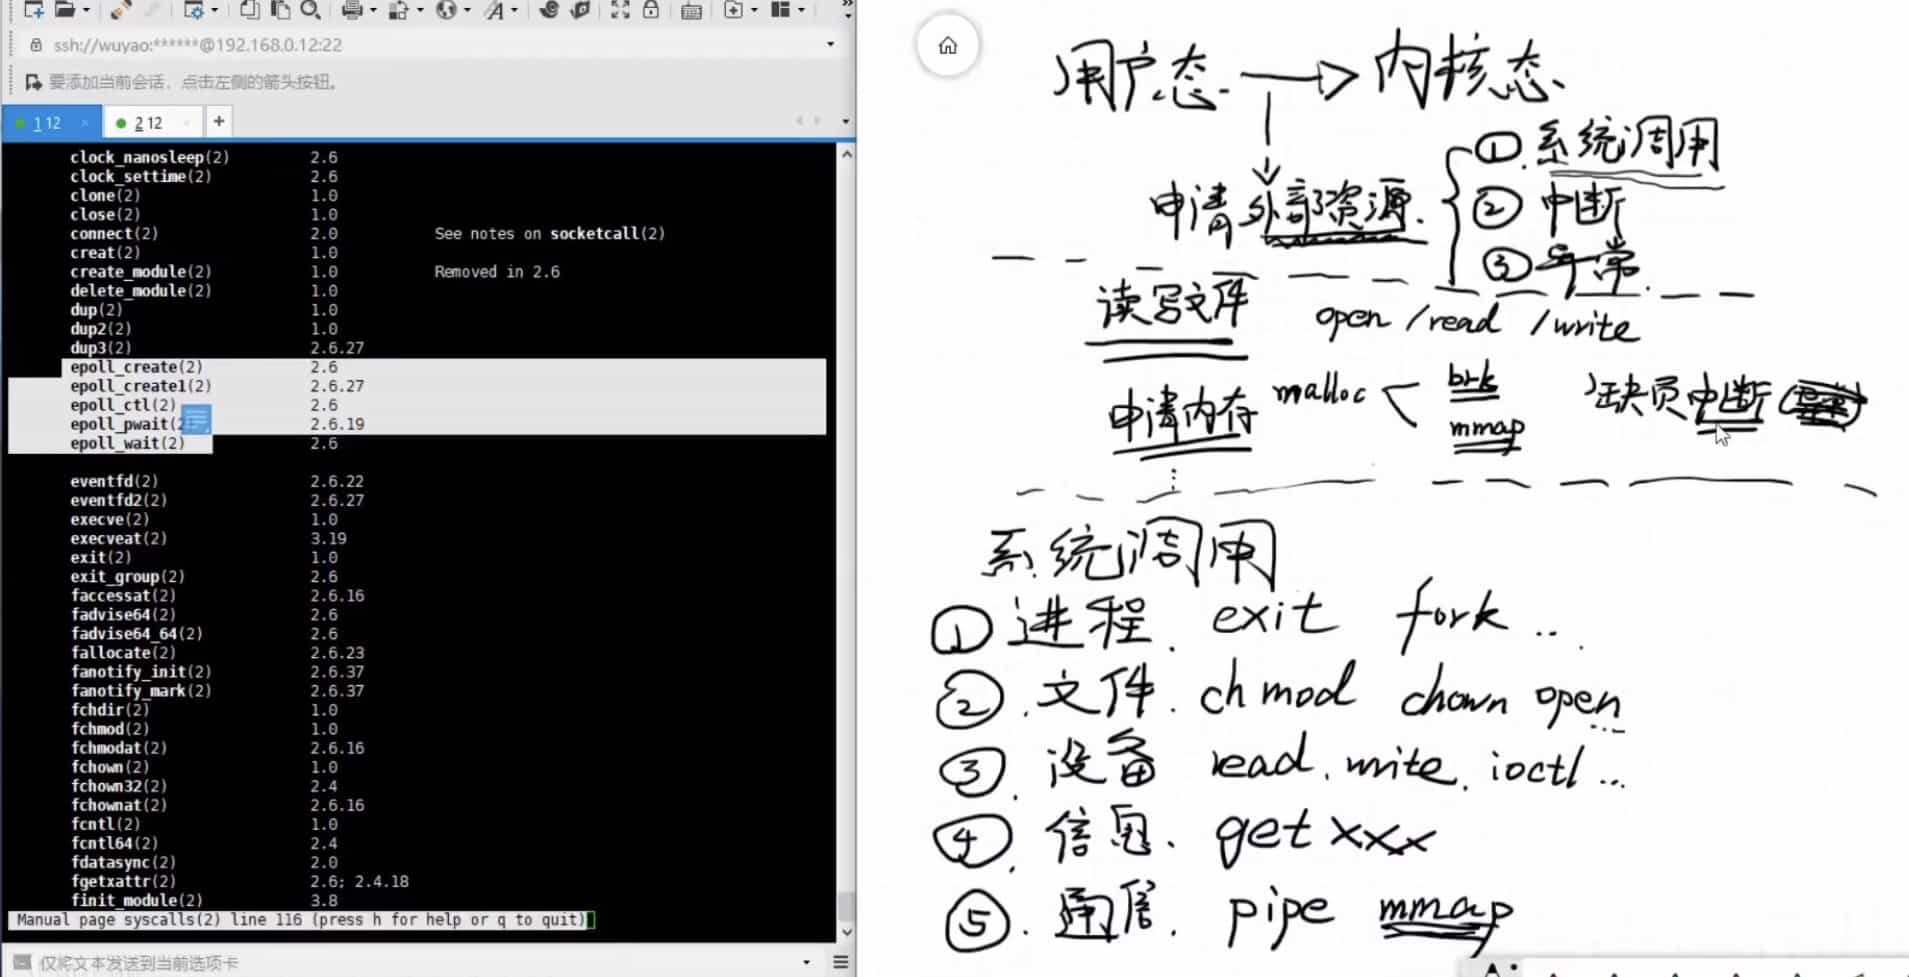 ssh://wuyao:******@192.168.0.12:22
要添加当前会话，点击左侧的箭头按钮。
1 12 × 2 12 × +
clock_nanosleep(2) 2.6
clock_settime(2) 2.6
clone(2) 1.0
close(2) 1.0
connect(2) 2.0 See notes on socketcall(2)
creat(2) 1.0
create_module(2) 1.0 Removed in 2.6
delete_module(2) 1.0
dup(2) 1.0
dup2(2) 1.0
dup3(2) 2.6.27
epoll_create(2) 2.6
epoll_create1(2) 2.6.27
epoll_ctl(2) 2.6
epoll_pwait(2 2.6.19
epoll_wait(2) 2.6
eventfd(2) 2.6.22
eventfd2(2) 2.6.27
execve(2) 1.0
execveat(2) 3.19
exit(2) 1.0
exit_group(2) 2.6
faccessat(2) 2.6.16
fadvise64(2) 2.6
fadvise64_64(2) 2.6
fallocate(2) 2.6.23
fanotify_init(2) 2.6.37
fanotify_mark(2) 2.6.37
fchdir(2) 1.0
fchmod(2) 1.0
fchmodat(2) 2.6.16
fchown(2) 1.0
fchown32(2) 2.4
fchownat(2) 2.6.16
fcntl(2) 1.0
fcntl64(2) 2.4
fdatasync(2) 2.0
fgetxattr(2) 2.6; 2.4.18
finit_module(2) 3.8
Manual page syscalls(2) line 116 (press h for help or q to quit)
仅将文本发送到当前选项卡
用户态. → 内核态.
① 系统调用
申请外部资源. ② 中断
③ 异常.
读写文件 open /read /write
申请内存 malloc < brk
mmap
缺页中断
系统调用
① 进程. exit fork ...
② . 文件. chmod chown open ...
③ . 设备 read. write. ioctl ...
④ . 信息. get xxx
⑤ . 通信. pipe mmap